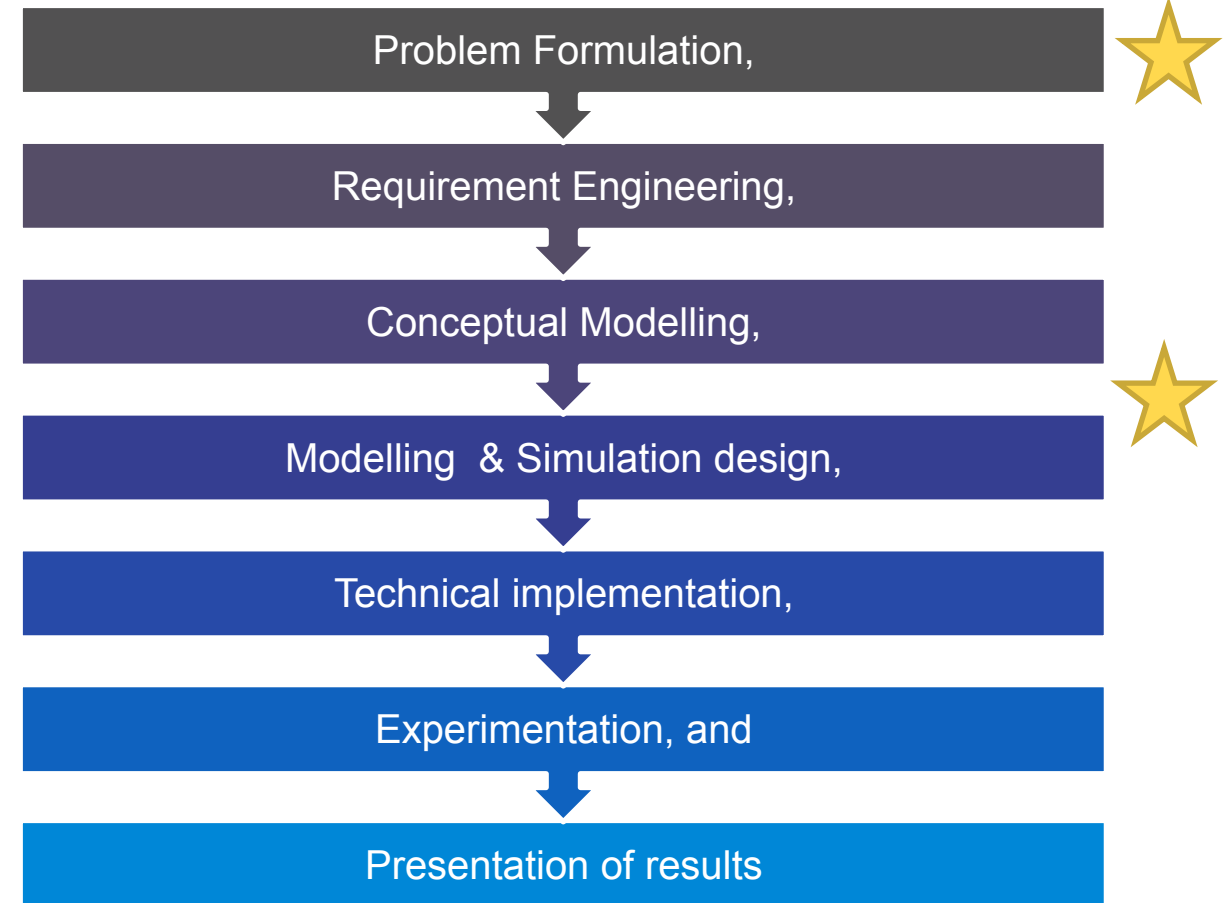 Problem Formulation,
Requirement Engineering,
Conceptual Modelling,
Modelling  & Simulation design,
Technical implementation,
Experimentation, and
Presentation of results